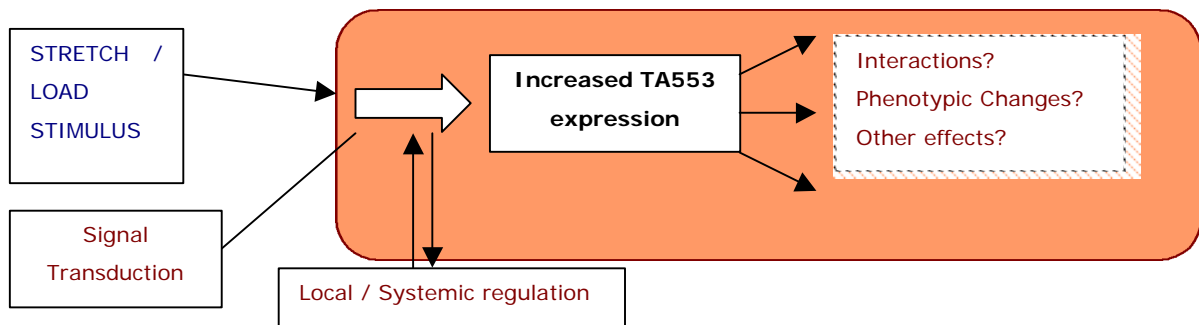 STRETCH /
LOAD
STIMULUS
Increased TA553
expression
Interactions?
Phenotypic Changes?
Other effects?
Signal
Transduction
Local / Systemic regulation